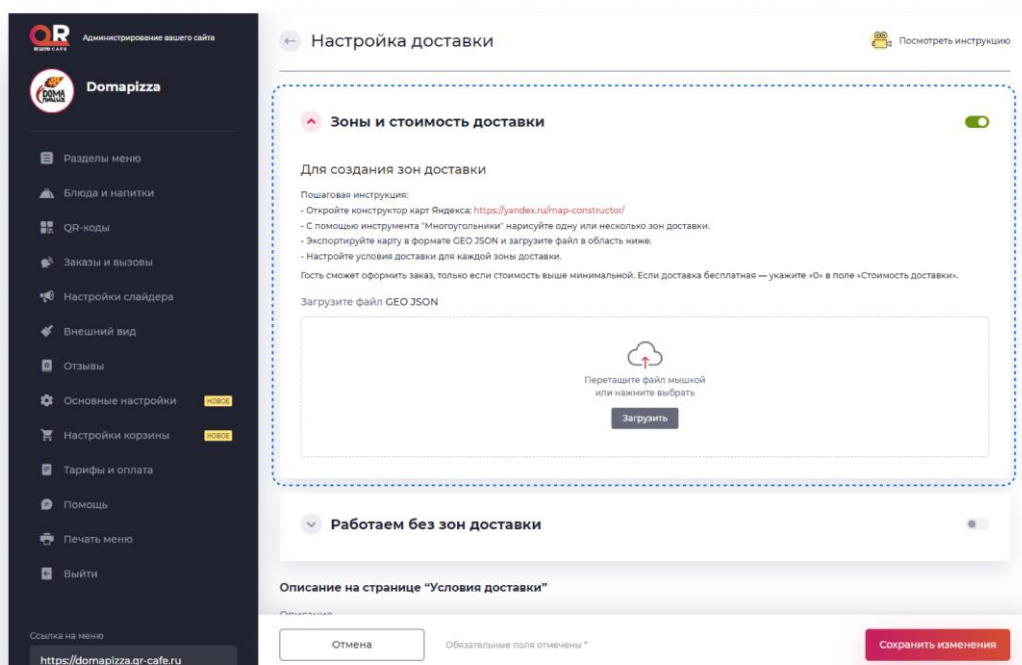 QR
Администрирование вашего сайта
Domapizza
Разделы меню
Блюда и напитки
QR-коды
Заказы и вызовы
Настройки слайдера
Внешний вид
Отзывы
Основные настройки НОВОЕ
Настройки корзины НОВОЕ
Тарифы и оплата
Помощь
Печать меню
Выйти
Ссылка на меню
https://domapizza.qr-cafe.ru
Настройка доставки
Посмотреть инструкцию
Зоны и стоимость доставки
Для создания зон доставки
Пошаговая инструкция:
- Откройте конструктор карт Яндекса: https://yandex.ru/map-constructor/
- С помощью инструмента "Многоугольники" нарисуйте одну или несколько зон доставки.
- Экспортируйте карту в формате GEO JSON и загрузите файл в область ниже.
- Настройте условия доставки для каждой зоны доставки.
Гость сможет оформить заказ, только если стоимость выше минимальной. Если доставка бесплатная — укажите «0» в поле «Стоимость доставки».
Загрузите файл GEO JSON
Перетащите файл мышкой
или нажмите выбрать
Загрузить
Работаем без зон доставки
Описание на странице “Условия доставки”
Описание
Отмена
Обязательные поля отмечены *
Сохранить изменения